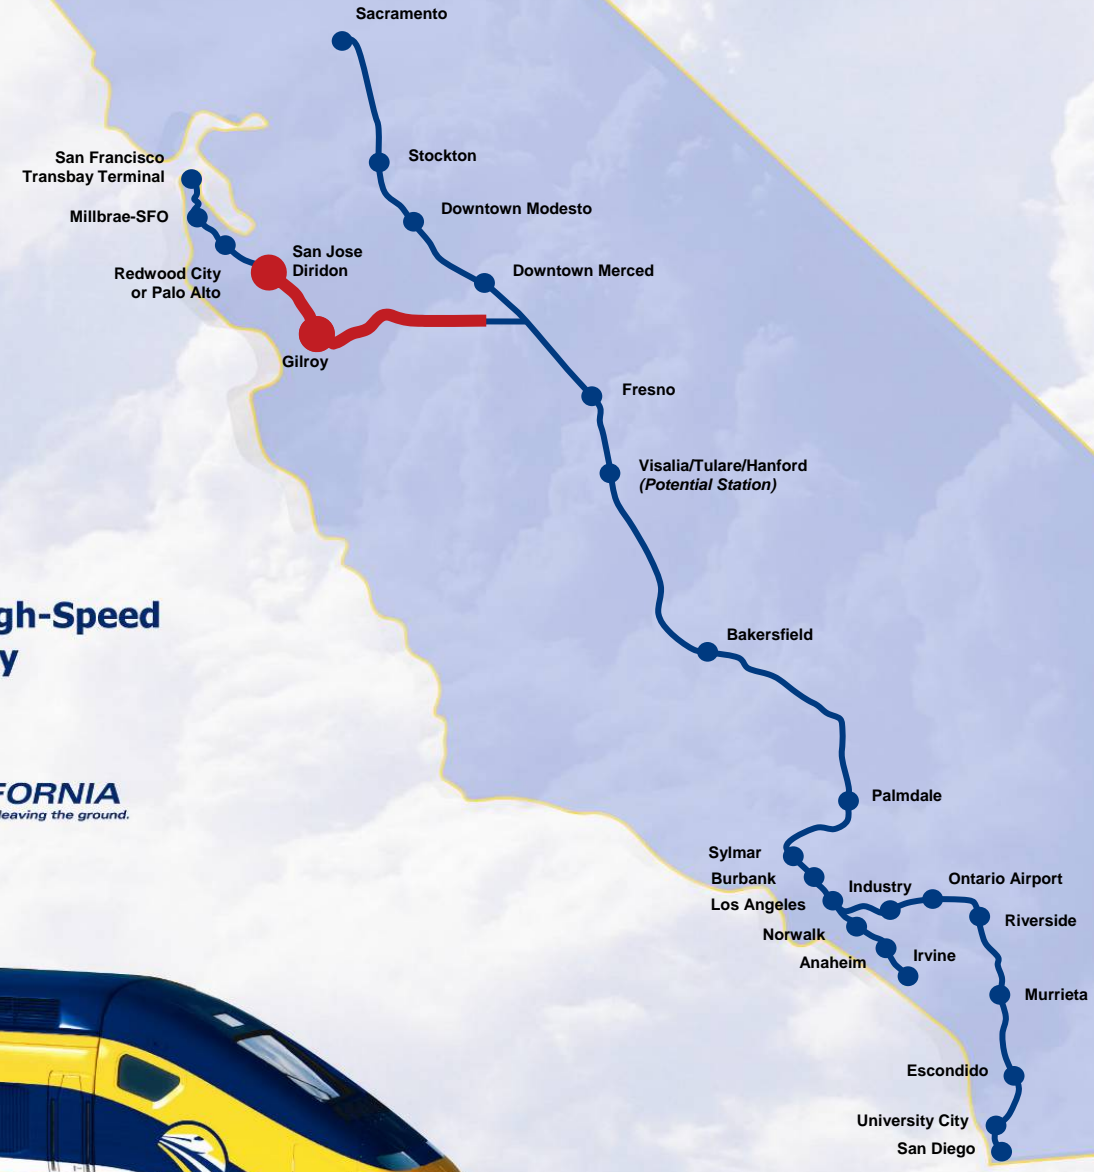 Sacramento
San Francisco
Transbay Terminal
Stockton
Millbrae-SFO
Downtown Modesto
San Jose
Diridon
Redwood City
or Palo Alto
Downtown Merced
Gilroy
Fresno
Visalia/Tulare/Hanford
(Potential Station)
gh-Speed
y
Bakersfield
FORNIA
leaving the ground.
Palmdale
Sylmar
Burbank
Los Angeles
Industry
Ontario Airport
Riverside
Norwalk
Anaheim
Irvine
Murrieta
Escondido
University City
San Diego